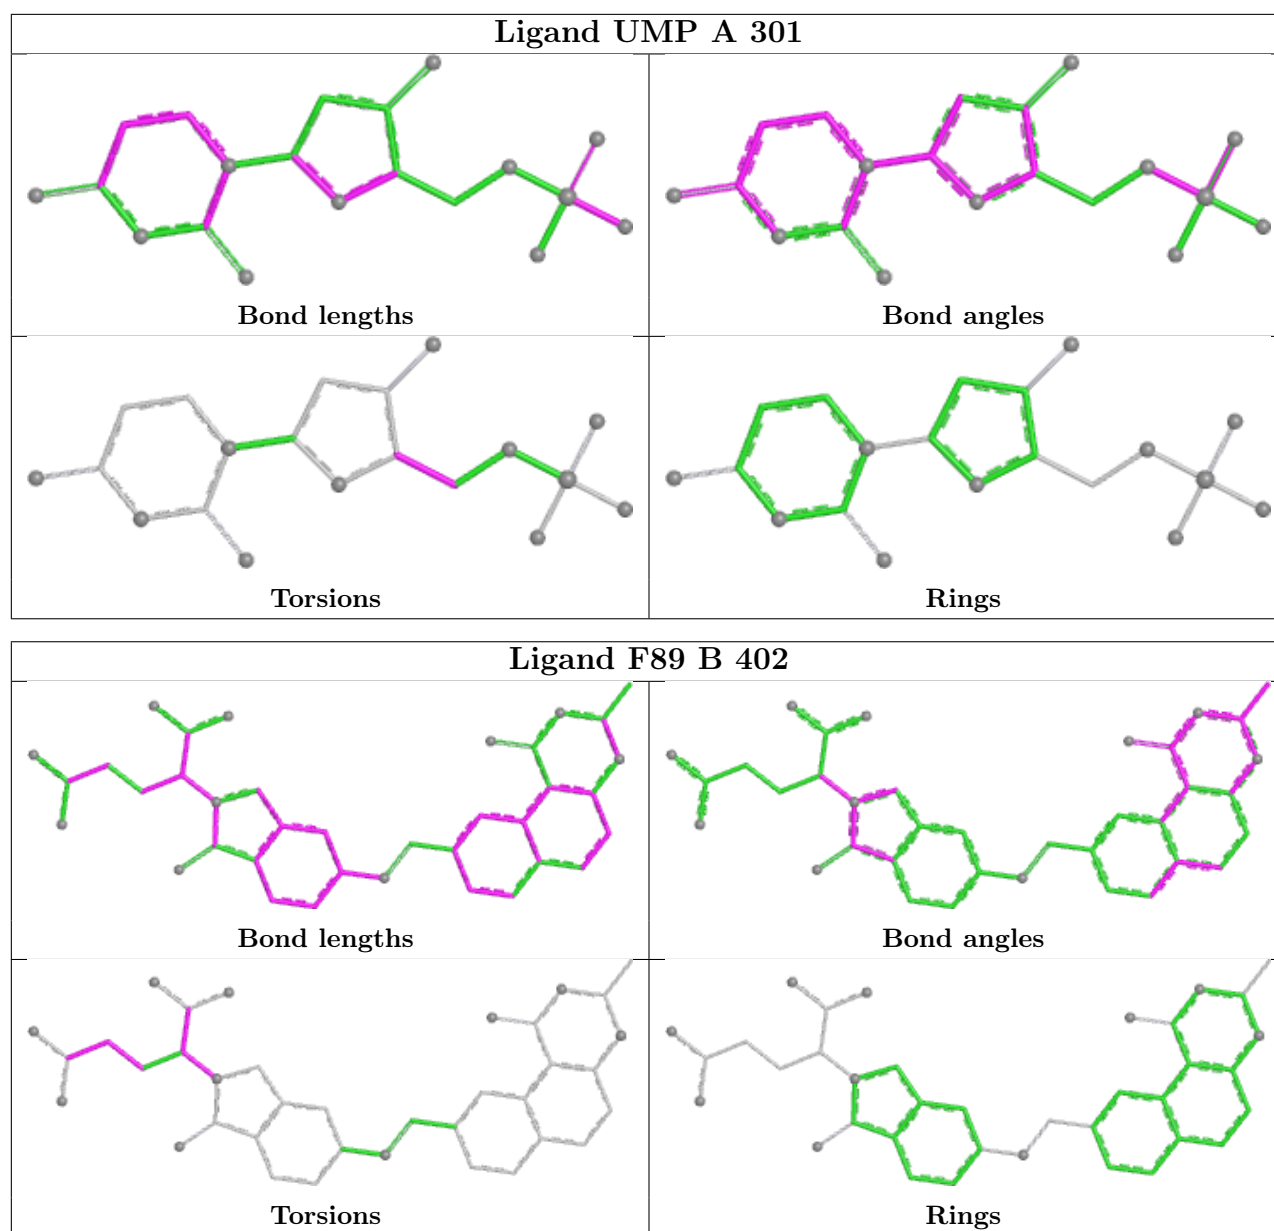 Ligand UMP A 301
Bond lengths
Bond angles
Torsions
Rings
Ligand F89 B 402
Bond lengths
Bond angles
Torsions
Rings